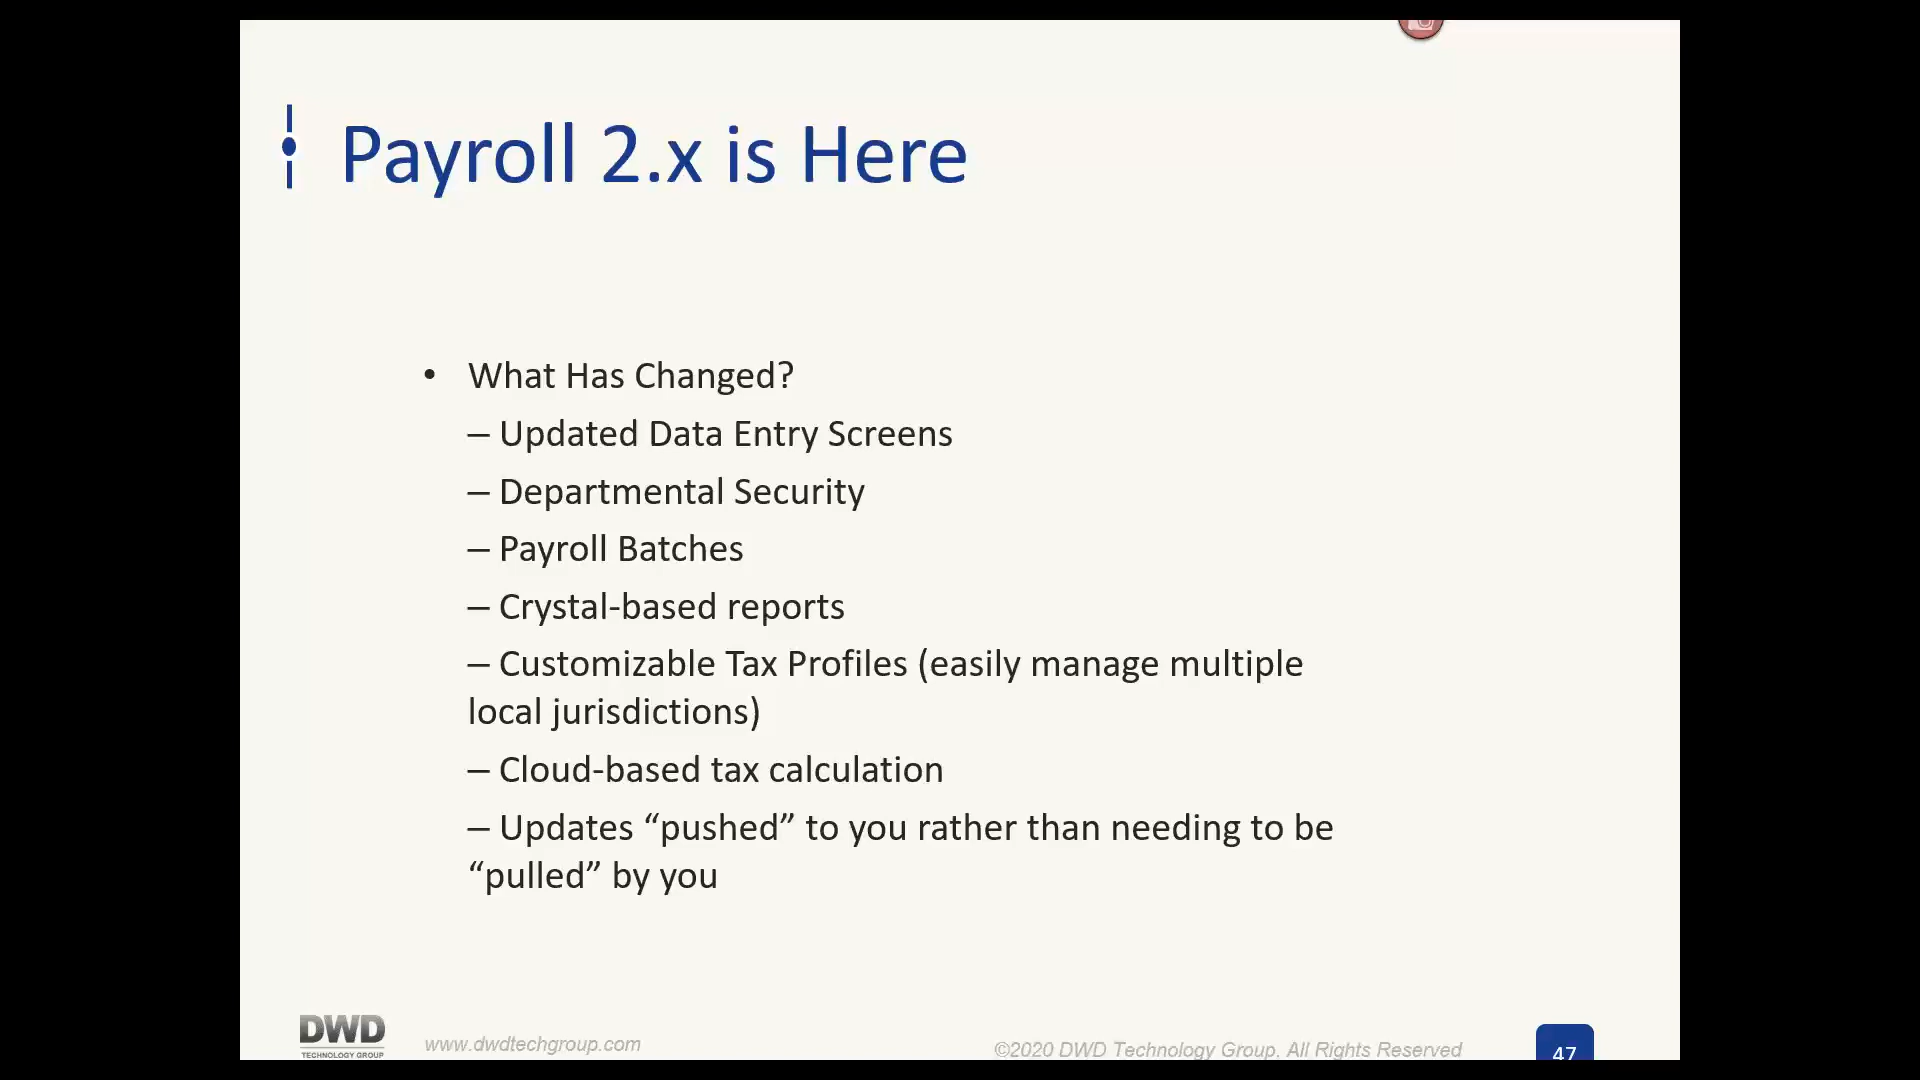 Payroll 2.x is Here
• What Has Changed?
– Updated Data Entry Screens
– Departmental Security
– Payroll Batches
– Crystal-based reports
– Customizable Tax Profiles (easily manage multiple
local jurisdictions)
– Cloud-based tax calculation
– Updates “pushed” to you rather than needing to be
“pulled” by you
DWD
TECHNOLOGY GROUP
www.dwdtechgroup.com
©2020 DWD Technology Group, All Rights Reserved
47